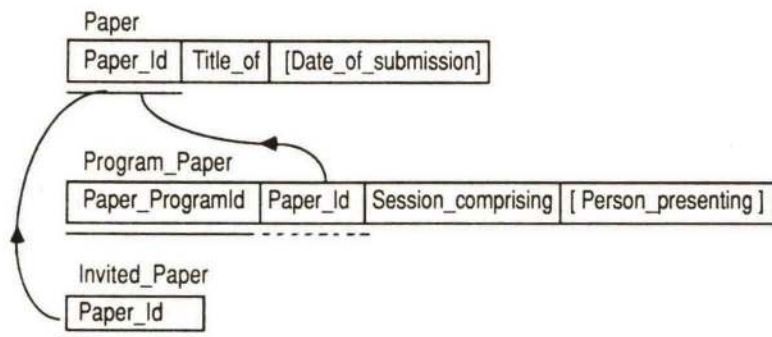 Paper
Paper_Id Title_of [Date_of_submission]
Program_Paper
Paper_ProgramId Paper_Id Session_comprising [ Person_presenting ]
Invited_Paper
Paper_Id